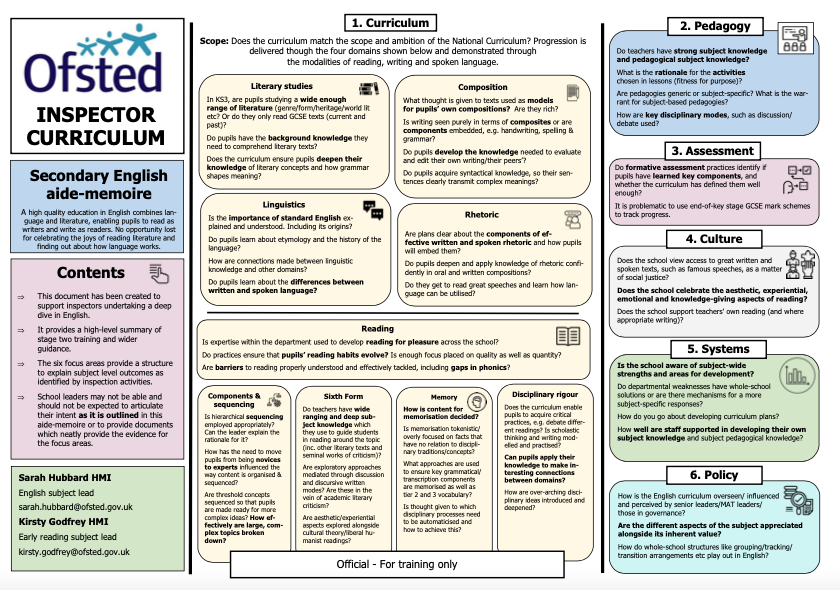 Ofsted
INSPECTOR
CURRICULUM
Secondary English
aide-memoire
A high quality education in English combines lan-
guage and literature, enabling pupils to read as
writers and write as readers. No opportunity lost
for celebrating the joys of reading literature and
finding out about how language works.
Contents
⇒ This document has been created to
support inspectors undertaking a deep
dive in English.
⇒ It provides a high-level summary of
stage two training and wider
guidance.
⇒ The six focus areas provide a structure
to explain subject level outcomes as
identified by inspection activities.
⇒ School leaders may not be able and
should not be expected to articulate
their intent as it is outlined in this
aide-memoire or to provide documents
which neatly provide the evidence for
the focus areas.
Sarah Hubbard HMI
English subject lead
sarah.hubbard@ofsted.gov.uk
Kirsty Godfrey HMI
Early reading subject lead
kirsty.godfrey@ofsted.gov.uk
1. Curriculum
Scope: Does the curriculum match the scope and ambition of the National Curriculum? Progression is
delivered though the four domains shown below and demonstrated through
the modalities of reading, writing and spoken language.
Literary studies
In KS3, are pupils studying a wide enough
range of literature (genre/form/heritage/world lit
etc? Or do they only read GCSE texts (current and
past)?
Do pupils have the background knowledge they
need to comprehend literary texts?
Does the curriculum ensure pupils deepen their
knowledge of literary concepts and how grammar
shapes meaning?
Composition
What thought is given to texts used as models
for pupils' own compositions? Are they rich?
Is writing seen purely in terms of composites or are
components embedded, e.g. handwriting, spelling &
grammar?
Do pupils develop the knowledge needed to evaluate
and edit their own writing/their peers'?
Do pupils acquire syntactical knowledge, so their sen-
tences clearly transmit complex meanings?
Linguistics
Is the importance of standard English ex-
plained and understood. Including its origins?
Do pupils learn about etymology and the history of the
language?
How are connections made between linguistic
knowledge and other domains?
Do pupils learn about the differences between
written and spoken language?
Rhetoric
Are plans clear about the components of ef-
fective written and spoken rhetoric and how pupils
will embed them?
Do pupils deepen and apply knowledge of rhetoric confi-
dently in oral and written compositions?
Do they get to read great speeches and learn how lan-
guage can be utilised?
Reading
Is expertise within the department used to develop reading for pleasure across the school?
Do practices ensure that pupils' reading habits evolve? Is enough focus placed on quality as well as quantity?
Are barriers to reading properly understood and effectively tackled, including gaps in phonics?
Components &
sequencing
Is hierarchical sequencing
employed appropriately?
Can the leader explain the
rationale for it?
How has the need to move
pupils from being novices
to experts influenced the
way content is organised &
sequenced?
Are threshold concepts
sequenced so that pupils
are made ready for more
complex ideas? How ef-
fectively are large, com-
plex topics broken
down?
Sixth Form
Do teachers have wide
ranging and deep sub-
ject knowledge which
they use to guide students
in reading around the topic
(inc. other literary texts and
seminal works of criticism)?
Are exploratory approaches
mediated through discussion
and discursive written
modes? Are these in the
vein of academic literary
criticism?
Are aesthetic/experiential
aspects explored alongside
cultural theory/liberal hu-
manist readings?
Memory
How is content for
memorisation decided?
Is memorisation tokenistic/
overly focused on facts that
have no relation to discipli-
nary traditions/concepts?
What approaches are used
to ensure key grammatical/
transcription components
are memorised as well as
tier 2 and 3 vocabulary?
Is thought given to which
disciplinary processes need
to be automaticised and
how to achieve this?
Disciplinary rigour
Does the curriculum enable
pupils to acquire critical
practices, e.g. debate differ-
ent readings? Is scholastic
thinking and writing mod-
elled and practised?
Can pupils apply their
knowledge to make in-
teresting connections
between domains?
How are over-arching disci-
plinary ideas introduced and
deepened?
Official - For training only
2. Pedagogy
Do teachers have strong subject knowledge
and pedagogical subject knowledge?
What is the rationale for the activities
chosen in lessons (fitness for purpose)?
Are pedagogies generic or subject-specific? What is the war-
rant for subject-based pedagogies?
How are key disciplinary modes, such as discussion/
debate used?
3. Assessment
Do formative assessment practices identify if
pupils have learned key components, and
whether the curriculum has defined them well
enough?
It is problematic to use end-of-key stage GCSE mark schemes
to track progress.
4. Culture
Does the school view access to great written and
spoken texts, such as famous speeches, as a matter
of social justice?
Does the school celebrate the aesthetic, experiential,
emotional and knowledge-giving aspects of reading?
Does the school support teachers' own reading (and where
appropriate writing)?
5. Systems
Is the school aware of subject-wide
strengths and areas for development?
Do departmental weaknesses have whole-school
solutions or are there mechanisms for a more
subject-specific responses?
How do you go about developing curriculum plans?
How well are staff supported in developing their own
subject knowledge and subject pedagogical knowledge?
6. Policy
How is the English curriculum overseen/ influenced
and perceived by senior leaders/MAT leaders/
those in governance?
Are the different aspects of the subject appreciated
alongside its inherent value?
How do whole-school structures like grouping/tracking/
transition arrangements etc play out in English?